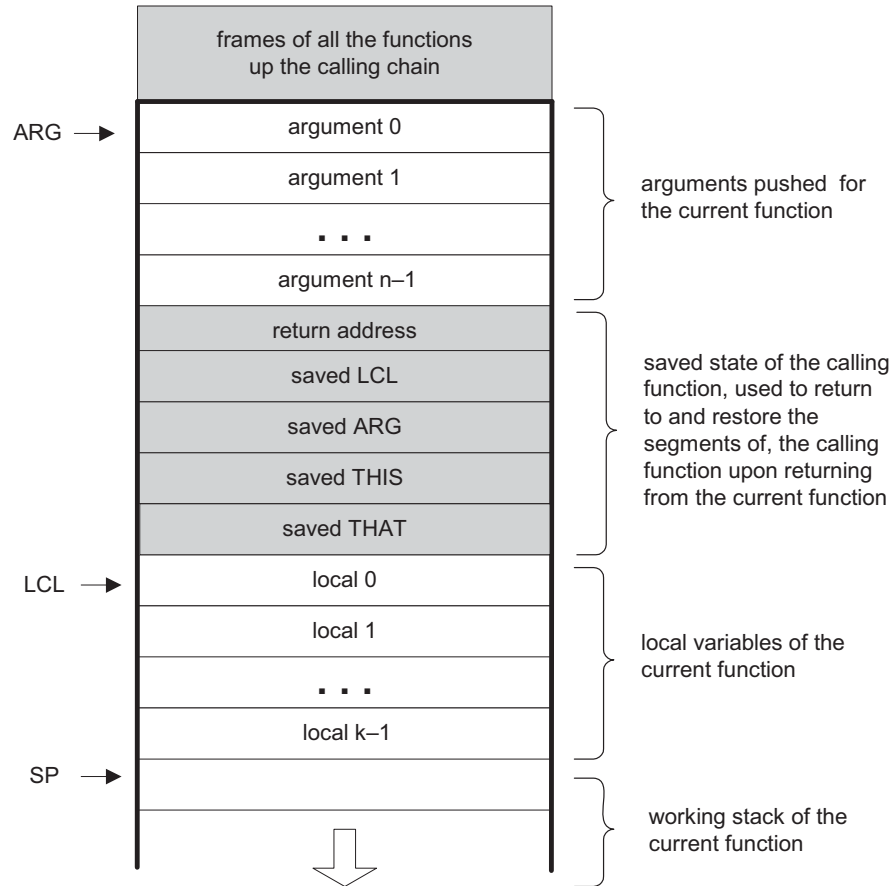 frames of all the functions
up the calling chain
ARG
argument 0
argument 1
. . .
argument n–1
arguments pushed for
the current function
return address
saved LCL
saved ARG
saved THIS
saved THAT
saved state of the calling
function, used to return
to and restore the
segments of, the calling
function upon returning
from the current function
LCL
local 0
local 1
. . .
local k–1
local variables of the
current function
SP
working stack of the
current function